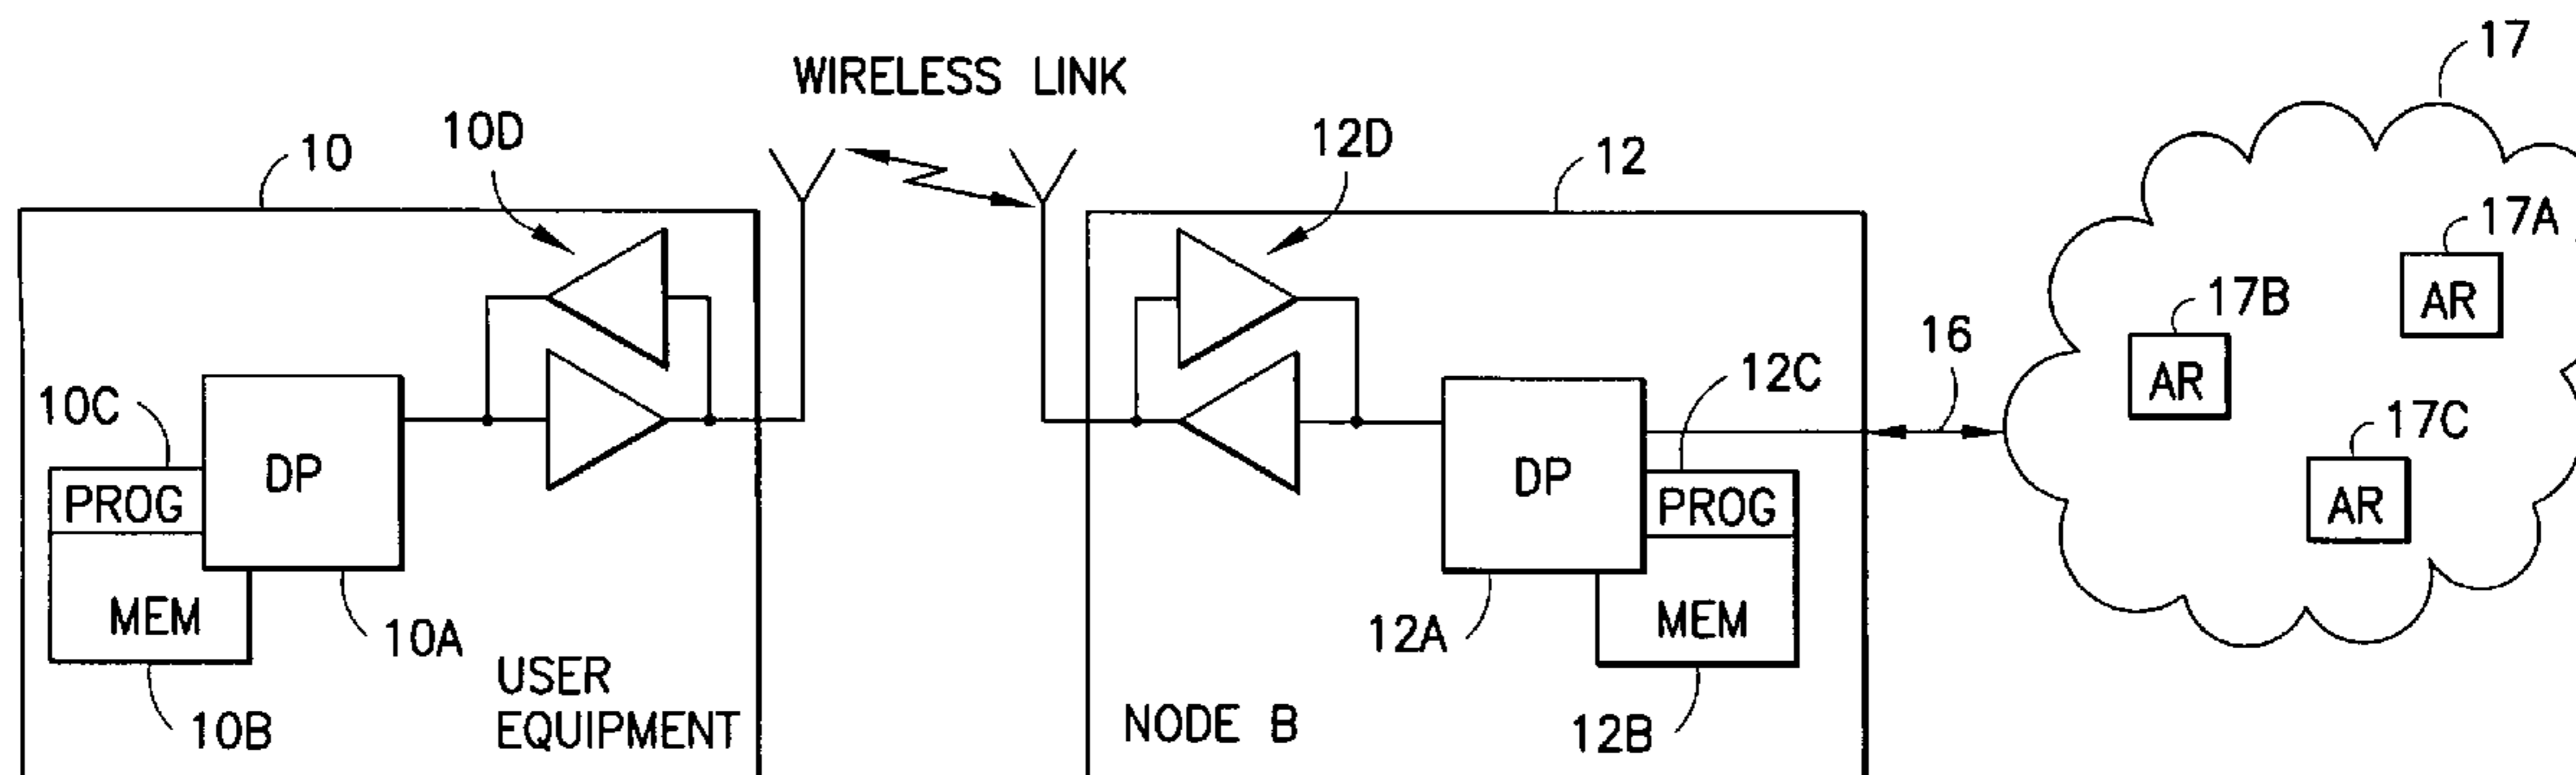 17
WIRELESS LINK
10
10D
12D
12
17A
AR
17B
AR
16
17C
AR
10C
PROG
DP
MEM
10A
10B
USER
EQUIPMENT
DP
12C
PROG
MEM
12A
12B
NODE B